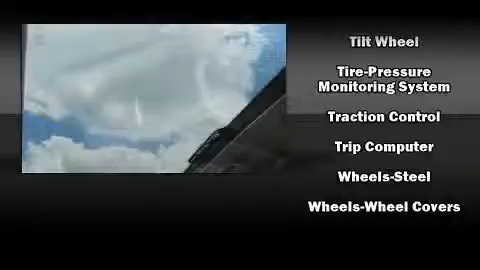 Tilt Wheel
Tire-Pressure
Monitoring System
Traction Control
Trip Computer
Wheels-Steel
Wheels-Wheel Covers